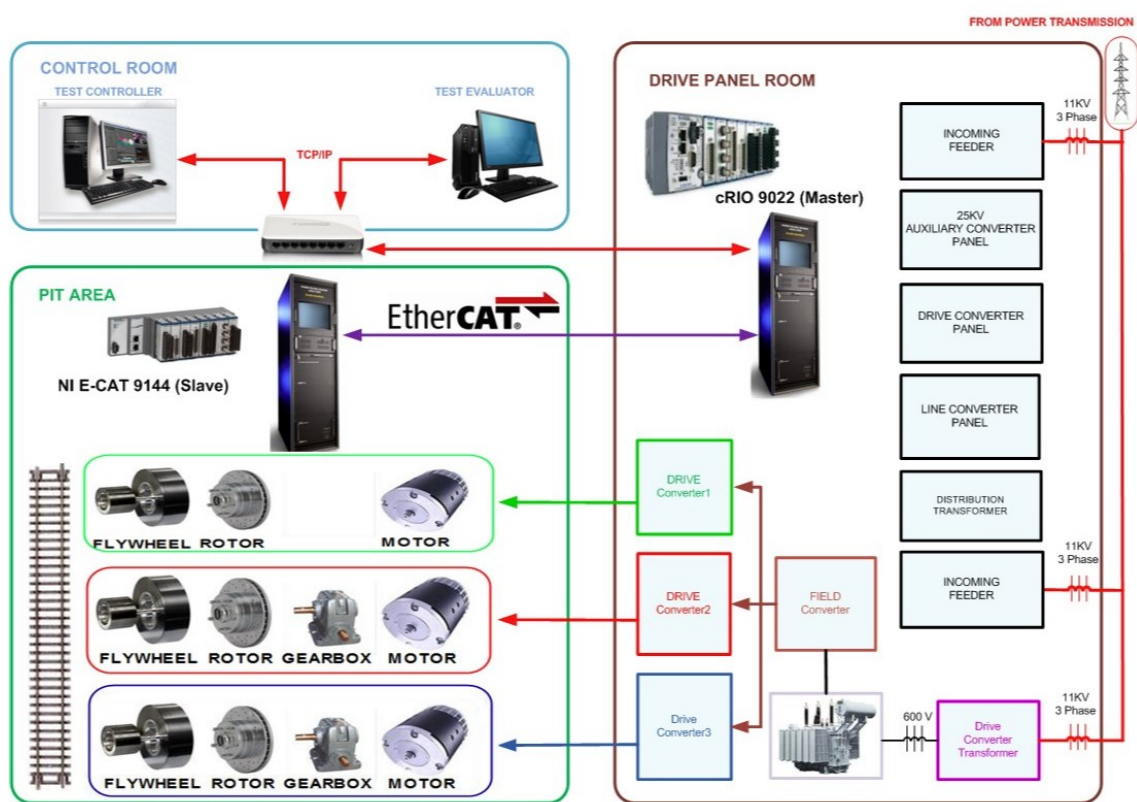 FROM POWER TRANSMISSION
CONTROL ROOM
TEST CONTROLLER
TEST EVALUATOR
TCP/IP
DRIVE PANEL ROOM
cRIO 9022 (Master)
11KV
3 Phase
INCOMING
FEEDER
25KV
AUXILIARY CONVERTER
PANEL
DRIVE CONVERTER
PANEL
LINE CONVERTER
PANEL
DISTRIBUTION
TRANSFORMER
11KV
3 Phase
INCOMING
FEEDER
PIT AREA
EtherCAT®
NI E-CAT 9144 (Slave)
FLYWHEEL ROTOR MOTOR
FLYWHEEL ROTOR GEARBOX MOTOR
FLYWHEEL ROTOR GEARBOX MOTOR
DRIVE
Converter1
DRIVE
Converter2
Drive
Converter3
FIELD
Converter
600 V
Drive
Converter
Transformer
11KV
3 Phase